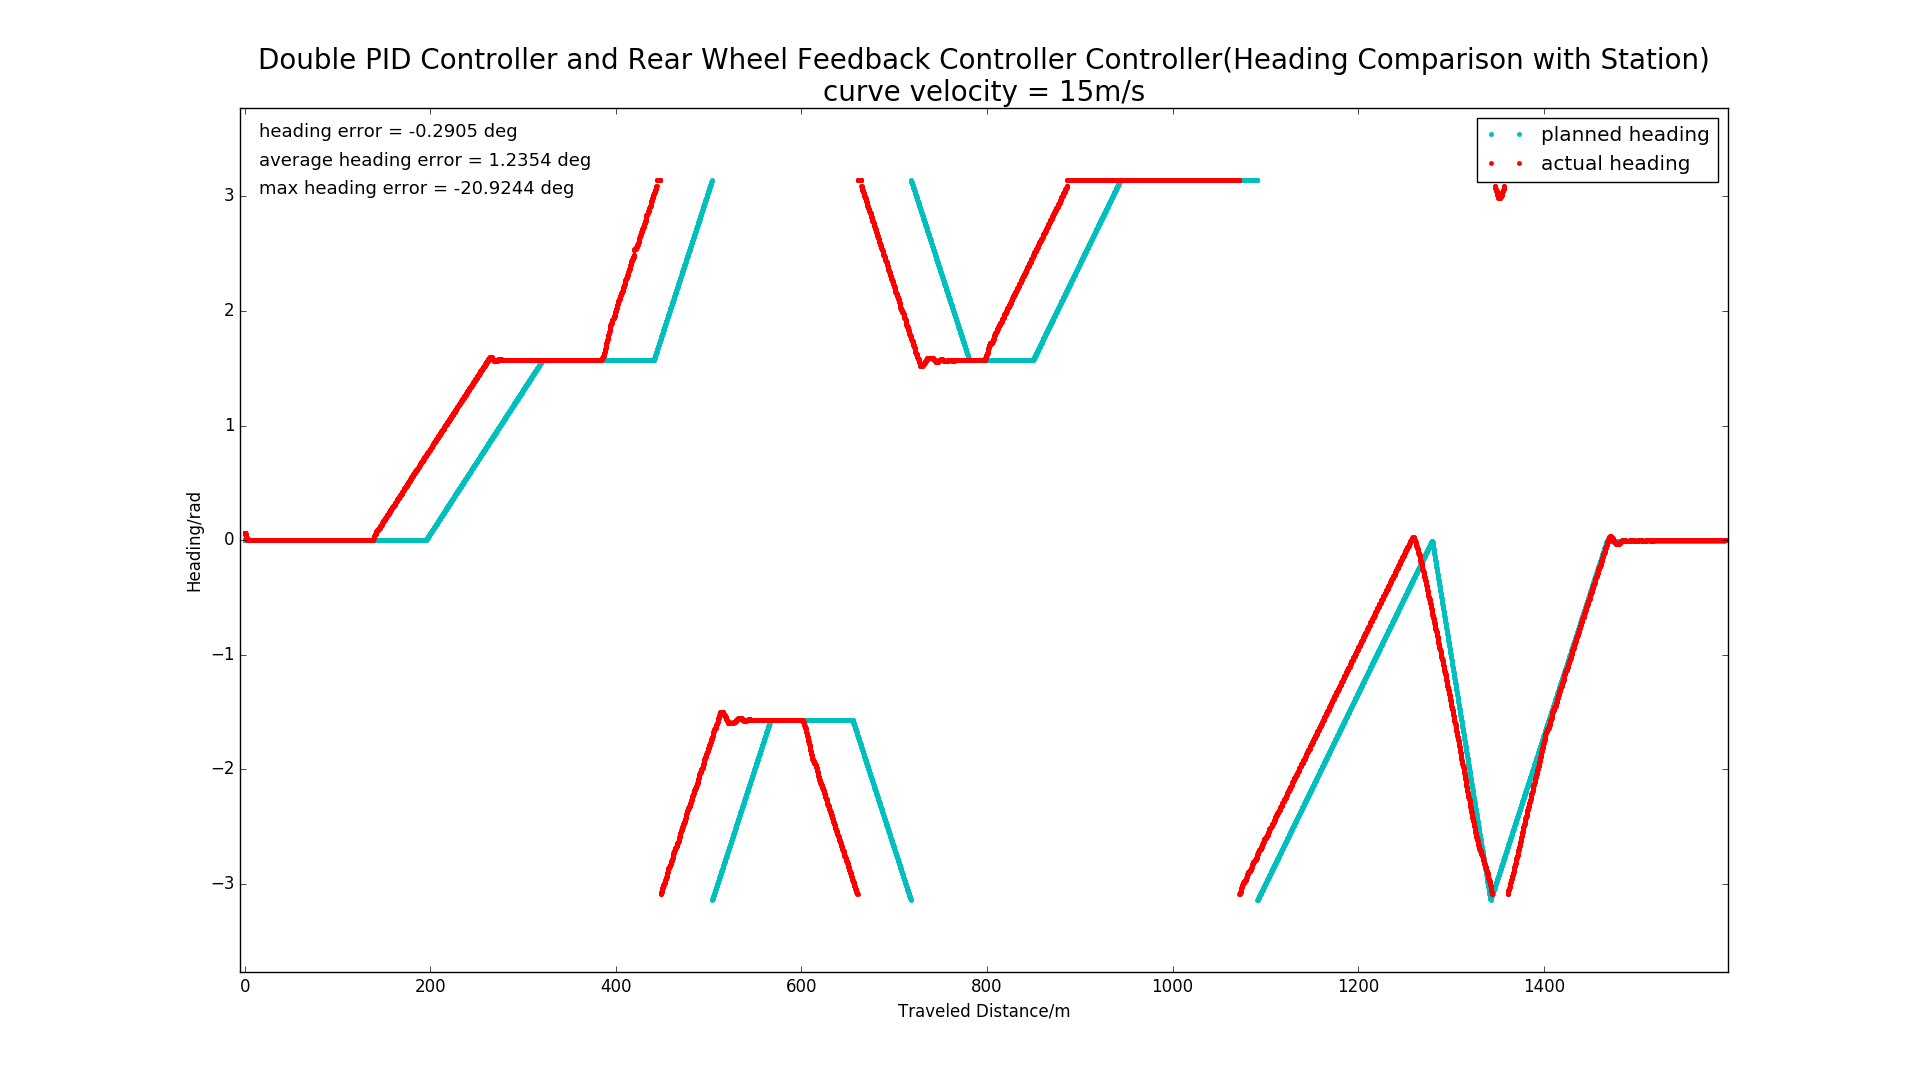 Double PID Controller and Rear Wheel Feedback Controller Controller(Heading Comparison with Station)
curve velocity = 15m/s
heading error = -0.2905 deg
average heading error = 1.2354 deg
max heading error = -20.9244 deg
planned heading
actual heading
3
2
1
0
−1
−2
−3
Heading/rad
0 200 400 600 800 1000 1200 1400
Traveled Distance/m